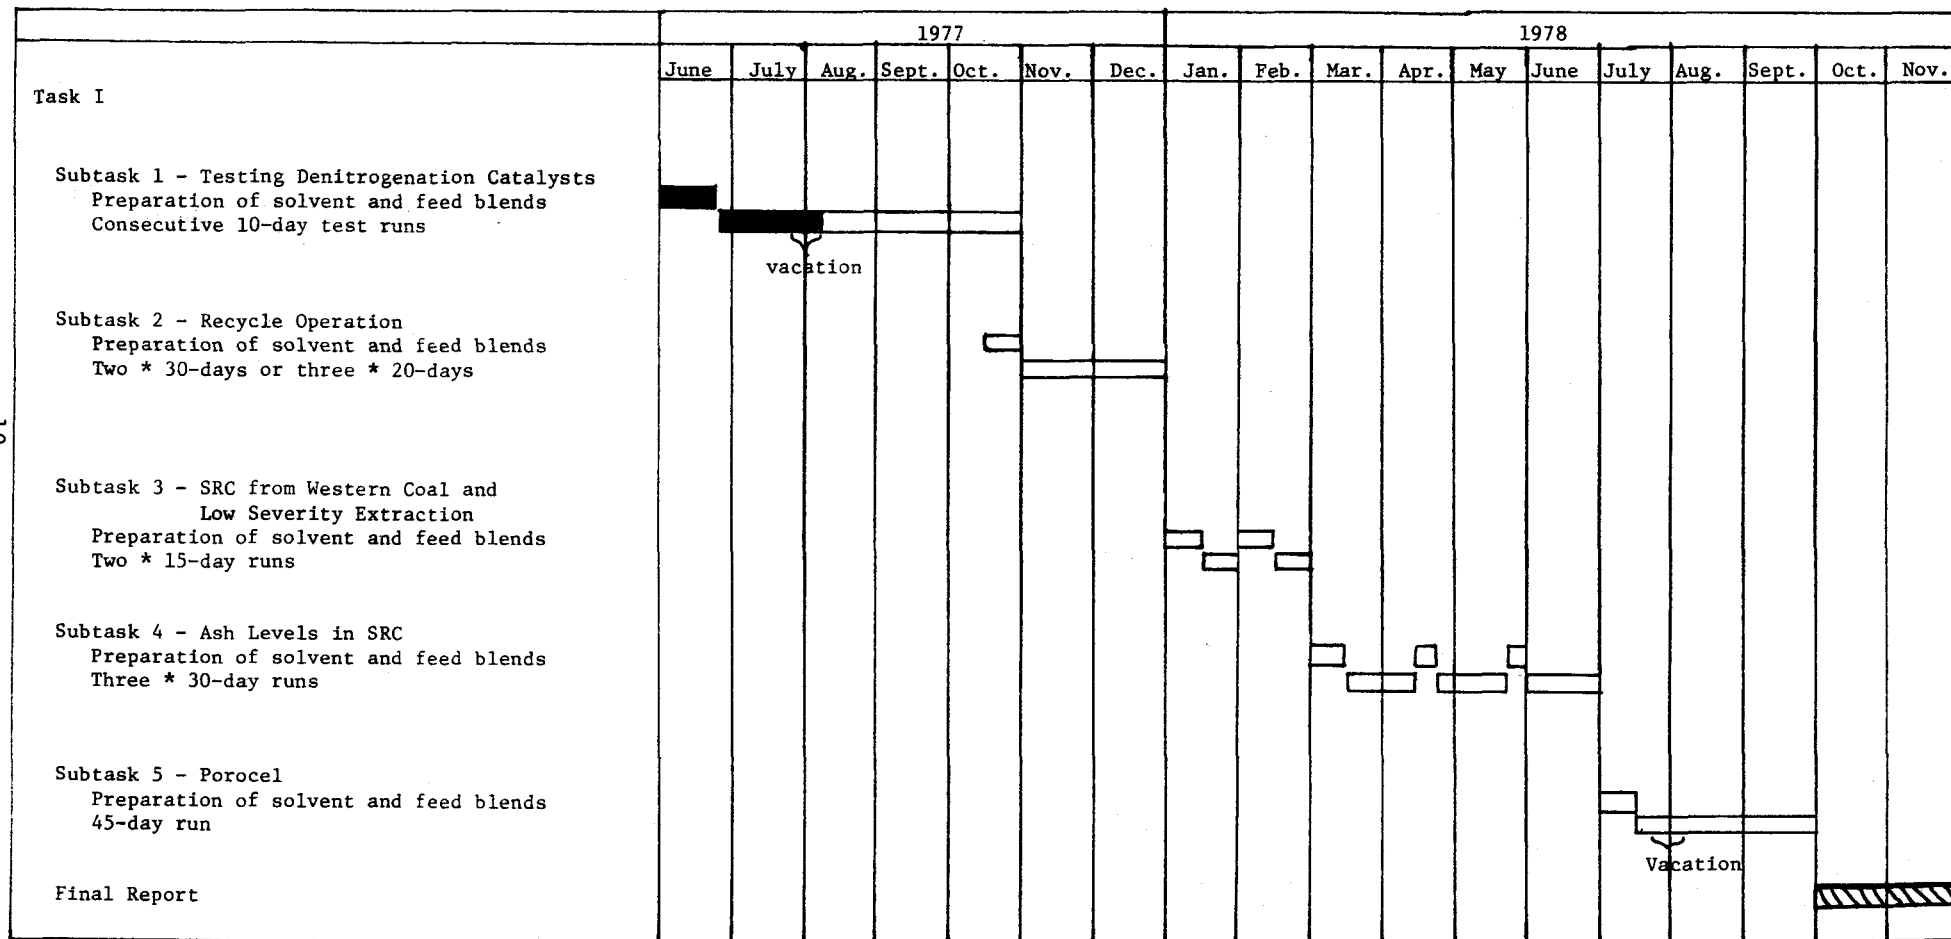 1977 1978
June July Aug. Sept. Oct. Nov. Dec. Jan. Feb. Mar. Apr. May June July Aug. Sept. Oct. Nov.
Task I
Subtask 1 - Testing Denitrogenation Catalysts
Preparation of solvent and feed blends
Consecutive 10-day test runs
vacation
Subtask 2 - Recycle Operation
Preparation of solvent and feed blends
Two * 30-days or three * 20-days
Subtask 3 - SRC from Western Coal and
Low Severity Extraction
Preparation of solvent and feed blends
Two * 15-day runs
Subtask 4 - Ash Levels in SRC
Preparation of solvent and feed blends
Three * 30-day runs
Subtask 5 - Porocel
Preparation of solvent and feed blends
45-day run
Vacation
Final Report